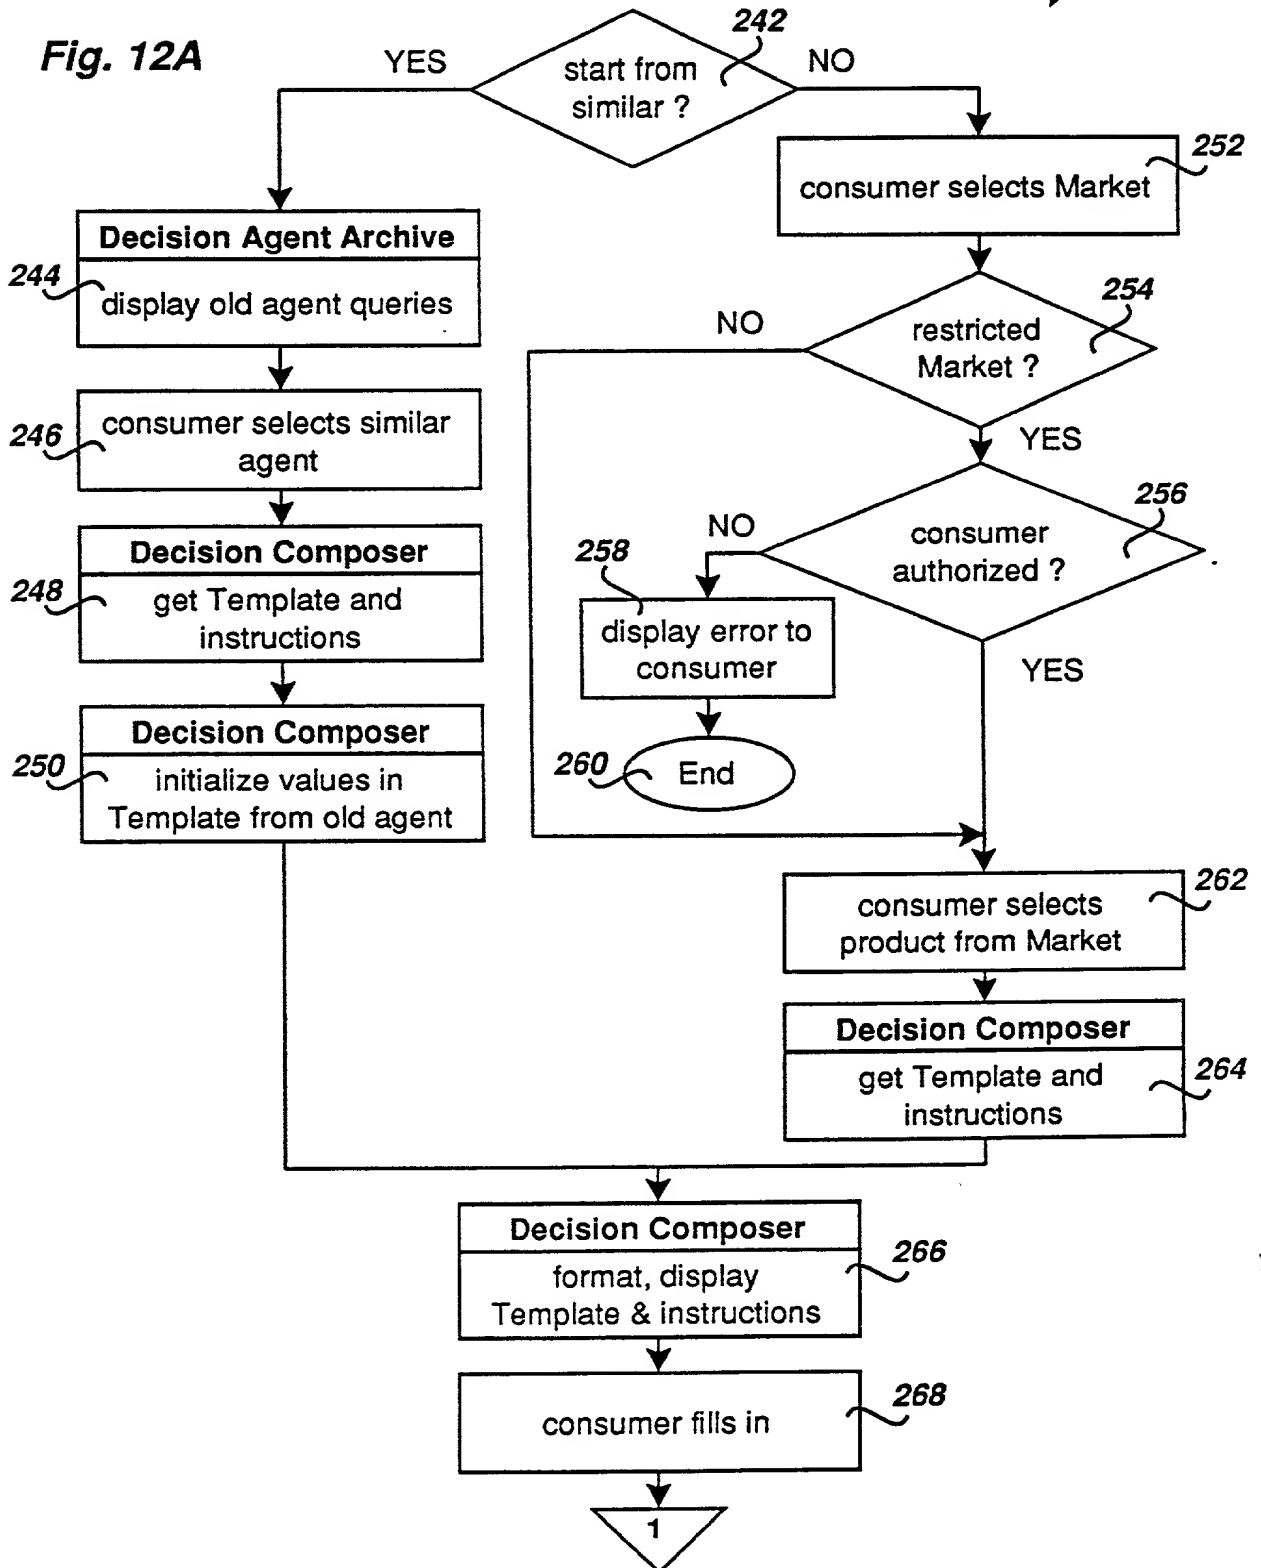 Fig. 12A
YES
start from
similar ?
242
NO
252
consumer selects Market
Decision Agent Archive
244
display old agent queries
254
NO
restricted
Market ?
YES
246
consumer selects similar
agent
256
NO
consumer
authorized ?
YES
Decision Composer
248
get Template and
instructions
258
display error to
consumer
Decision Composer
250
initialize values in
Template from old agent
260
End
262
consumer selects
product from Market
Decision Composer
264
get Template and
instructions
Decision Composer
266
format, display
Template & instructions
268
consumer fills in
1